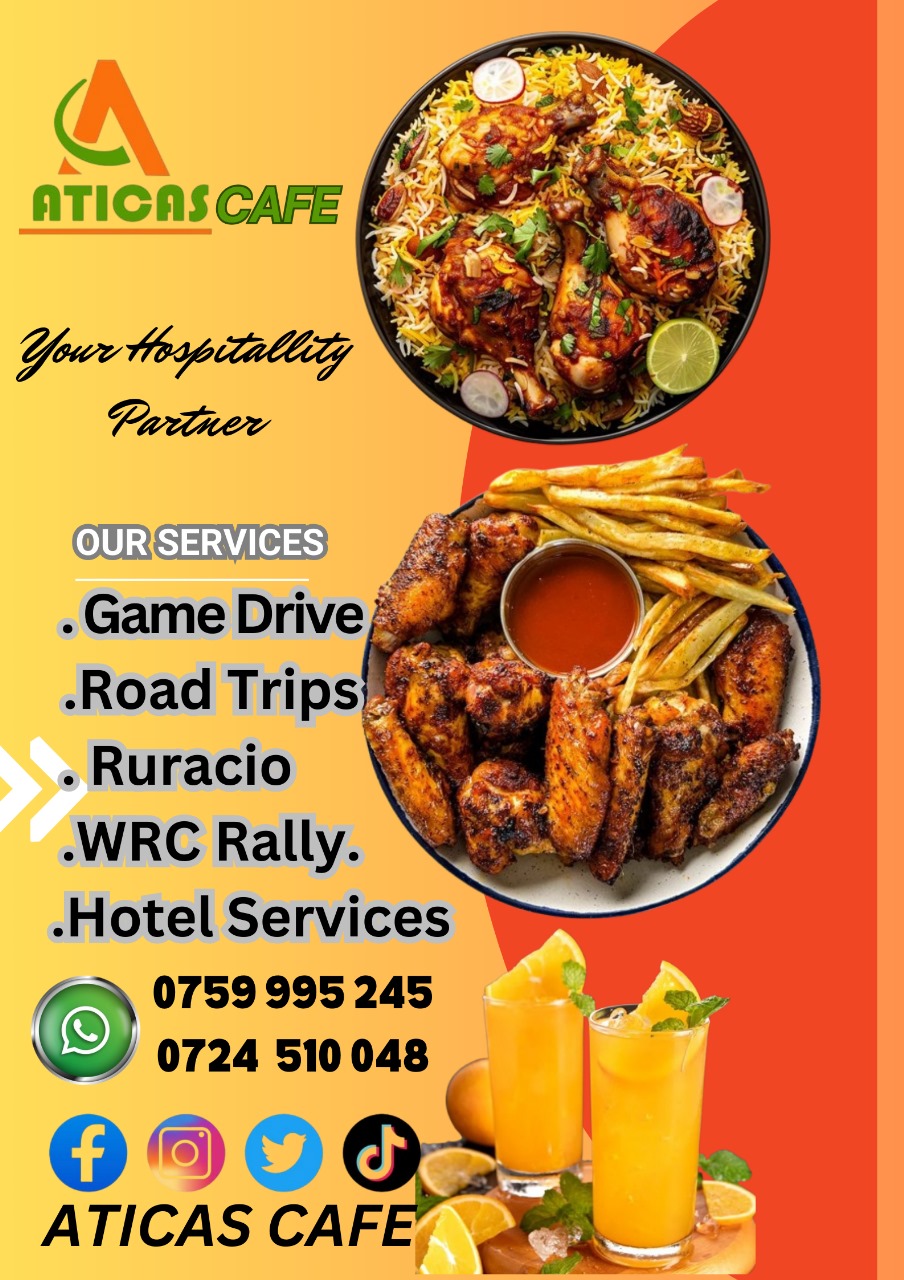 ATICAS CAFE
Your Hospitallity
Partner
OUR SERVICES
. Game Drive
.Road Trips
. Ruracio
.WRC Rally.
.Hotel Services
0759 995 245
0724 510 048
ATICAS CAFE